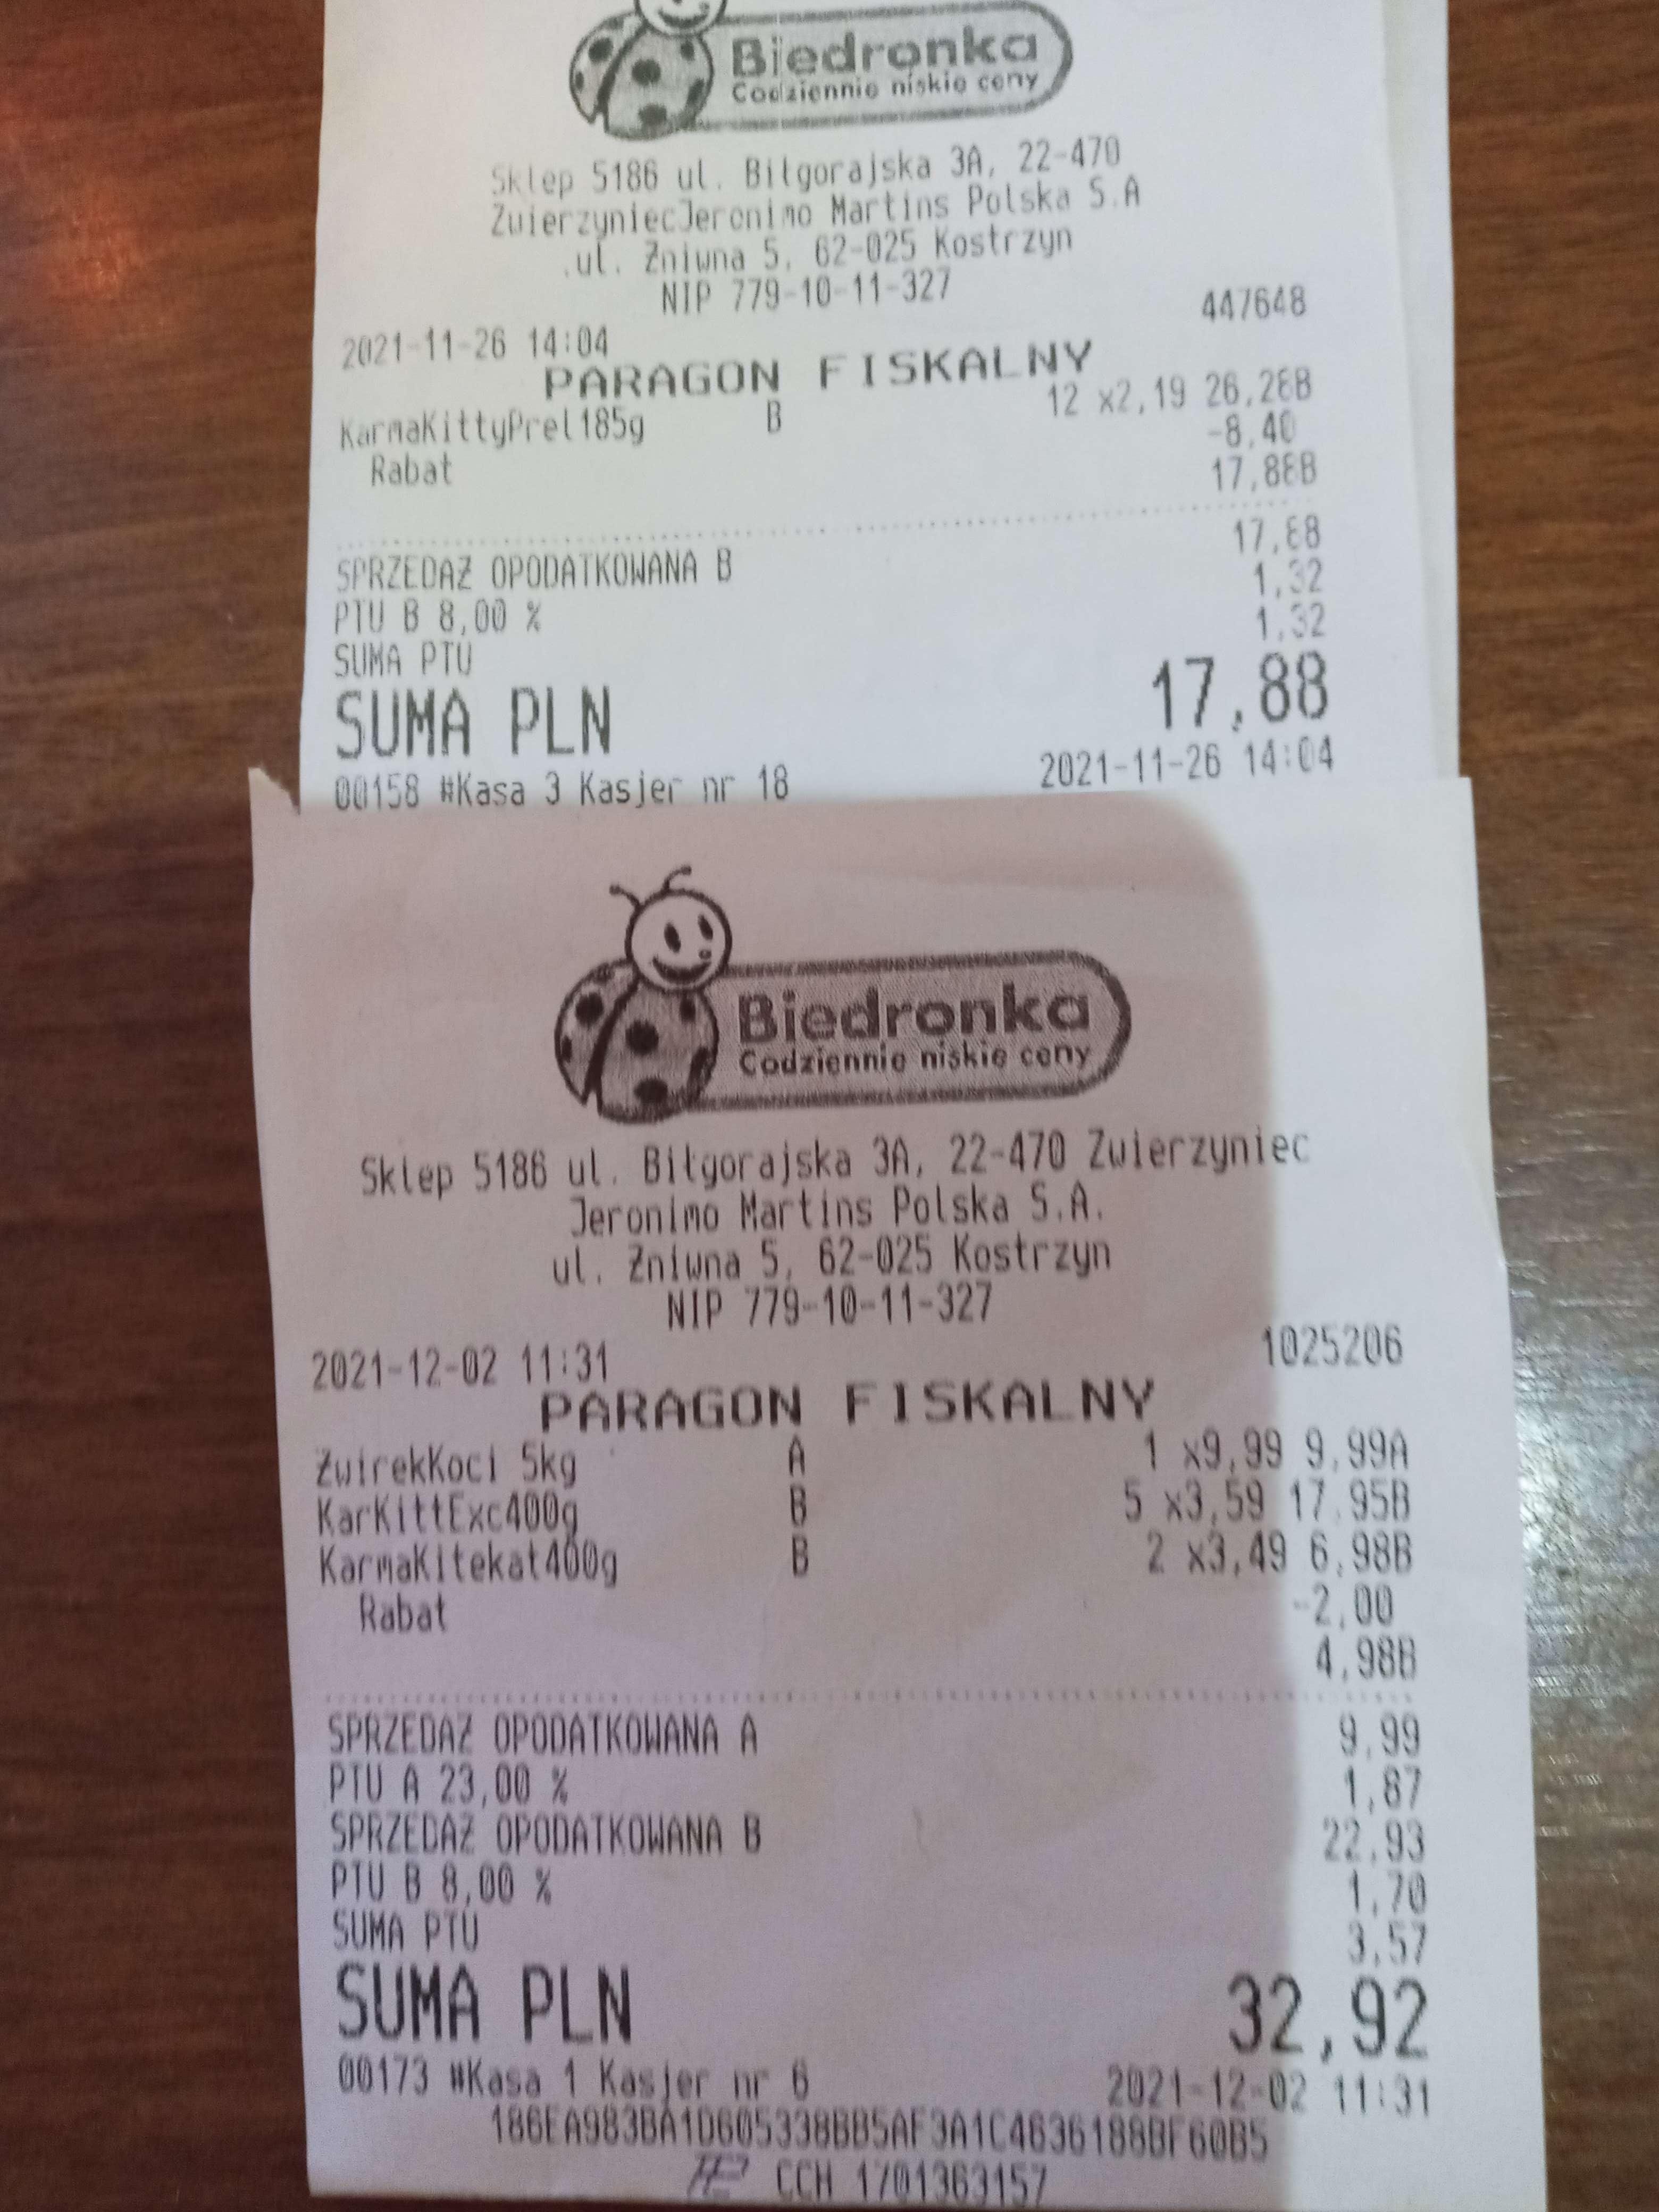 Biedronka
Codziennie niskie ceny
Sklep 5186 ul. Biłgorajska 3A, 22-470
ZwierzyniecJeronimo Martins Polska S.A
.ul. Żniwna 5, 62-025 Kostrzyn
NIP 779-10-11-327
2021-11-26 14:04 447648
PARAGON FISKALNY
KarmaKittyPrel185g B 12 x2,19 26,28B
Rabat -8,40
17,88B
SPRZEDAŻ OPODATKOWANA B 17,88
PTU B 8,00 % 1,32
SUMA PTU 1,32
SUMA PLN 17,88
00158 #Kasa 3 Kasjer nr 18 2021-11-26 14:04
Biedronka
Codziennie niskie ceny
Sklep 5186 ul. Biłgorajska 3A, 22-470 Zwierzyniec
Jeronimo Martins Polska S.A.
ul. Żniwna 5, 62-025 Kostrzyn
NIP 779-10-11-327
2021-12-02 11:31 1025206
PARAGON FISKALNY
ŻwirekKoci 5kg A 1 x9,99 9,99A
KarKittExc400g B 5 x3,59 17,95B
KarmaKitekat400g B 2 x3,49 6,98B
Rabat -2,00
4,98B
SPRZEDAŻ OPODATKOWANA A 9,99
PTU A 23,00 % 1,87
SPRZEDAŻ OPODATKOWANA B 22,93
PTU B 8,00 % 1,70
SUMA PTU 3,57
SUMA PLN 32,92
00173 #Kasa 1 Kasjer nr 6 2021-12-02 11:31
186EA983BA1D605338BB5AF3A1C4636188BF60B5
CCH 1701363157